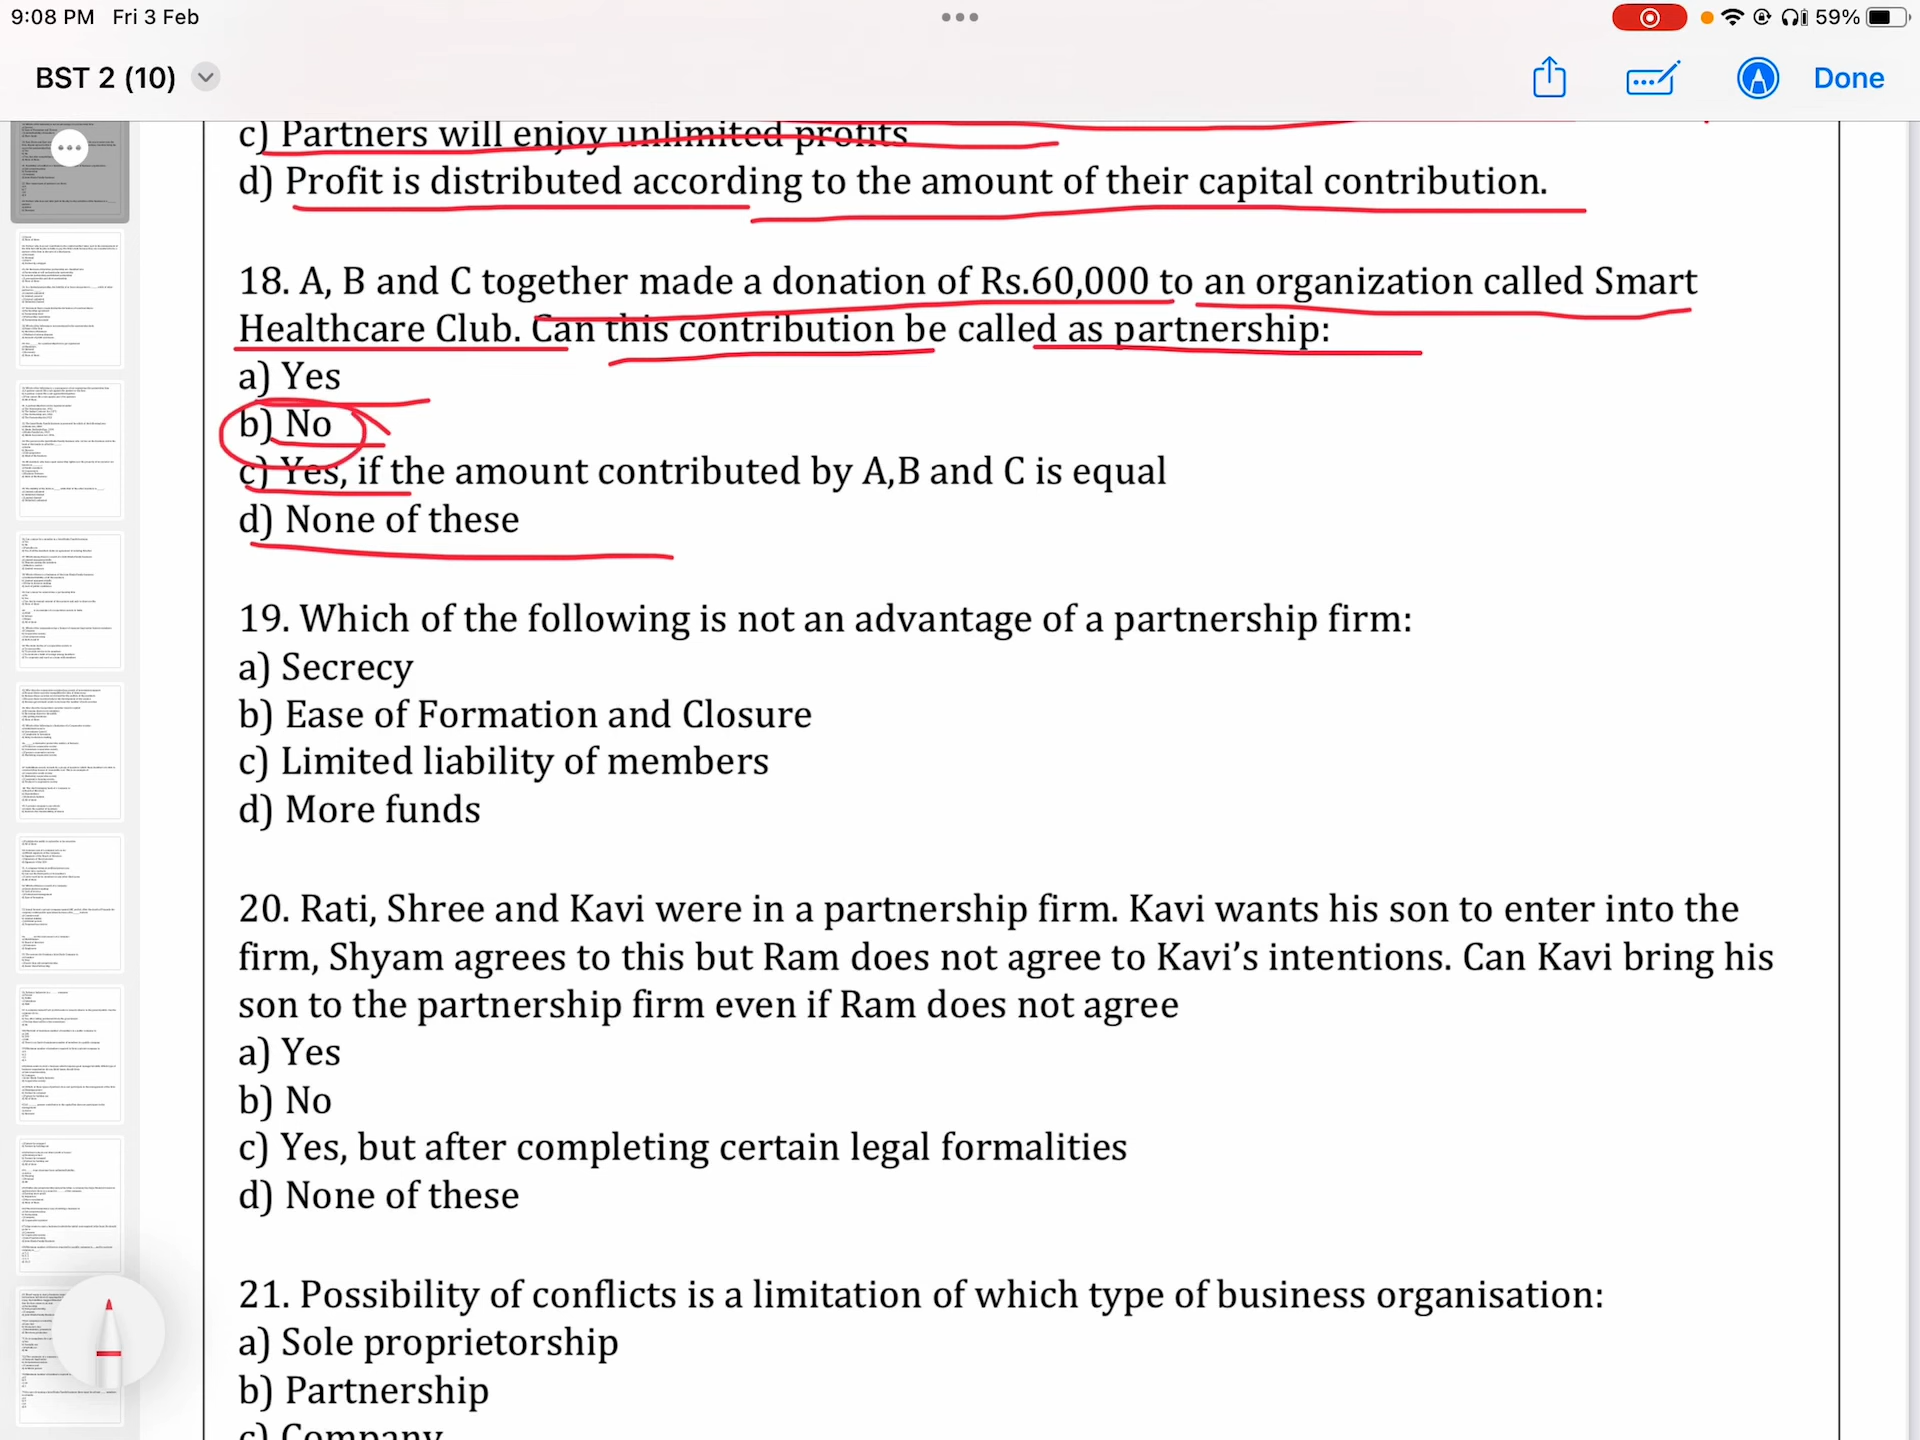 9:08 PM Fri 3 Feb
59%
BST 2 (10)
Done
c) Partners will enjoy unlimited profits
d) Profit is distributed according to the amount of their capital contribution.
18. A, B and C together made a donation of Rs.60,000 to an organization called Smart
Healthcare Club. Can this contribution be called as partnership:
a) Yes
b) No
c) Yes, if the amount contributed by A,B and C is equal
d) None of these
19. Which of the following is not an advantage of a partnership firm:
a) Secrecy
b) Ease of Formation and Closure
c) Limited liability of members
d) More funds
20. Rati, Shree and Kavi were in a partnership firm. Kavi wants his son to enter into the
firm, Shyam agrees to this but Ram does not agree to Kavi’s intentions. Can Kavi bring his
son to the partnership firm even if Ram does not agree
a) Yes
b) No
c) Yes, but after completing certain legal formalities
d) None of these
21. Possibility of conflicts is a limitation of which type of business organisation:
a) Sole proprietorship
b) Partnership
c) Company